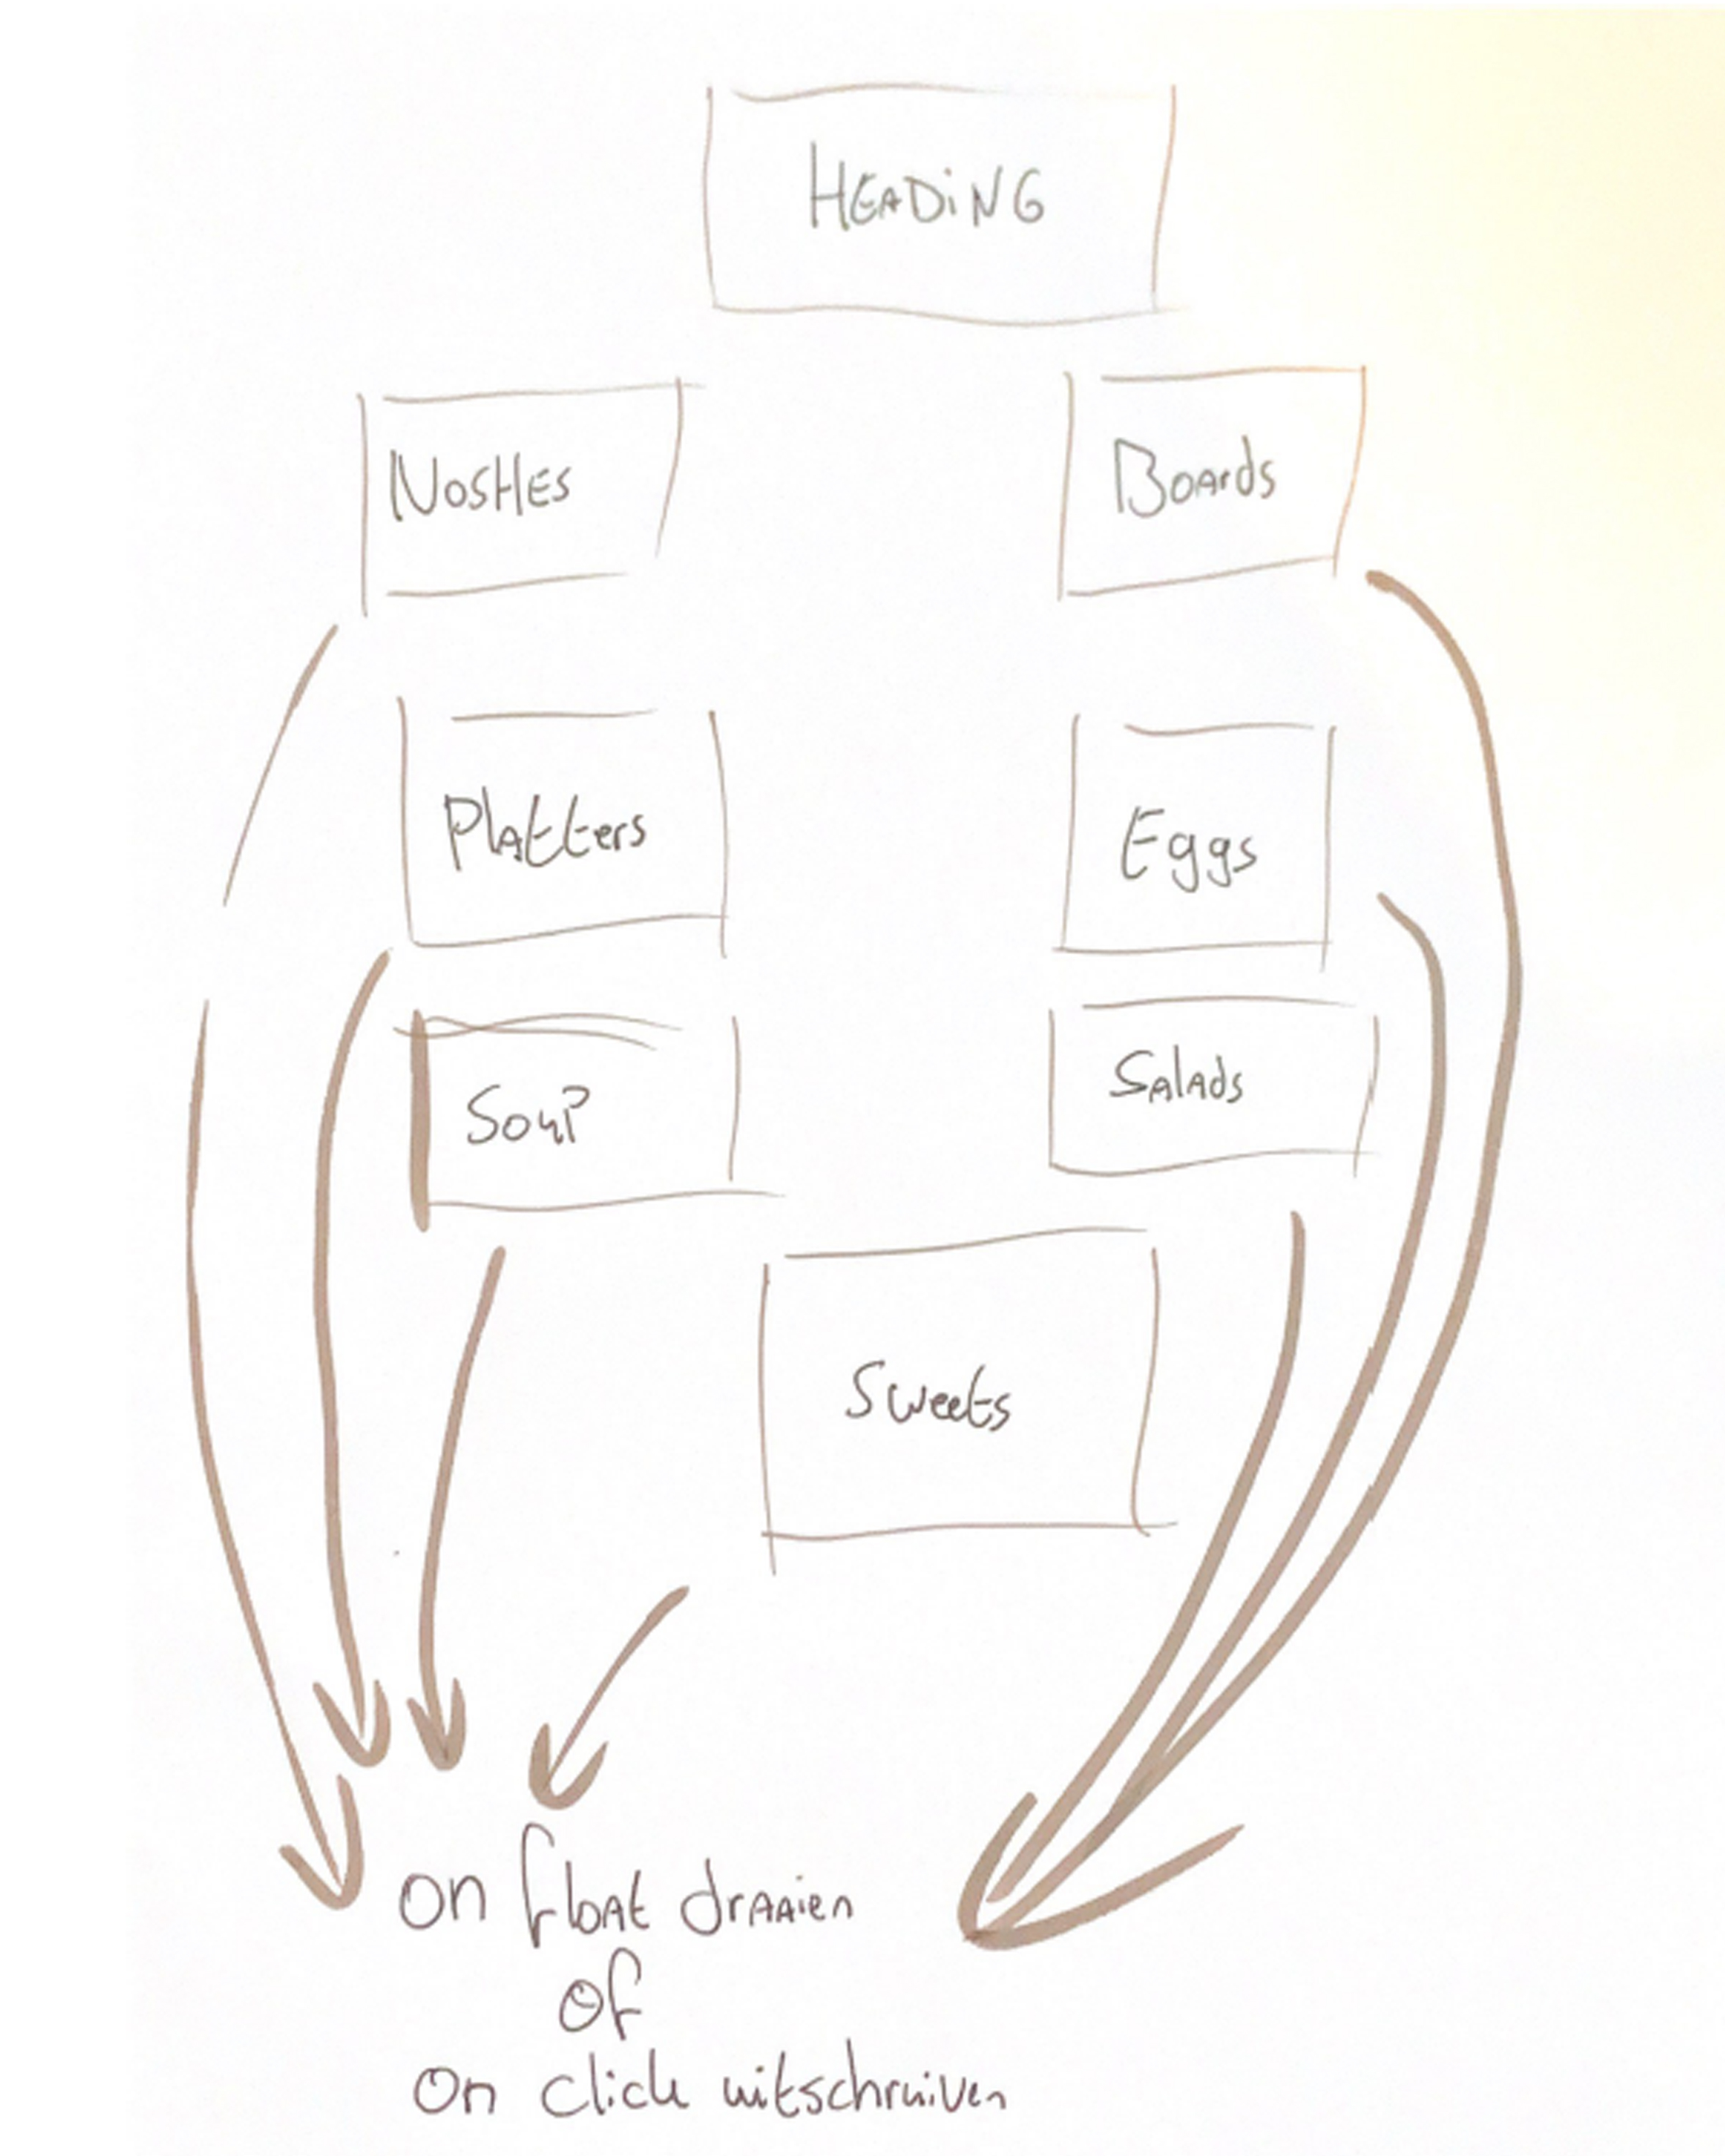 HEADiNG
NosHes
Boards
Platters
Eggs
Soup
Salads
Sweets
on float draaien
of
on click uitschruiven